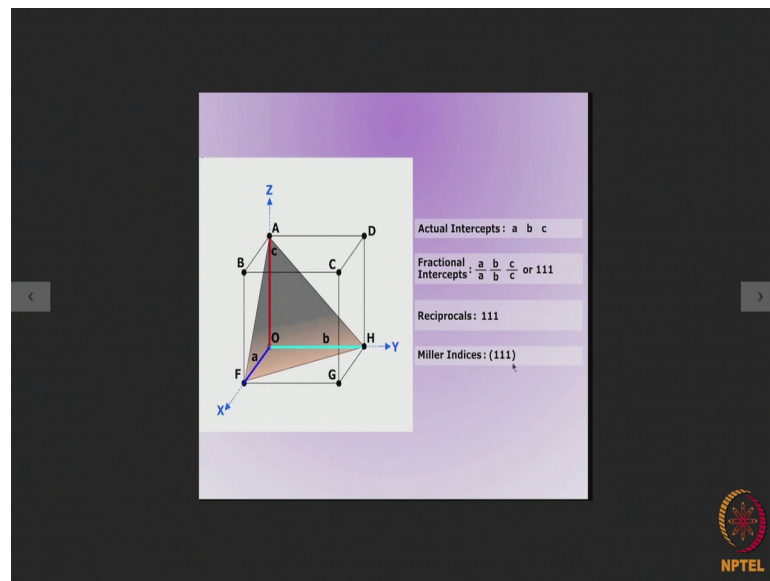 Z
A
D
c
B
C
O
b
H
Y
a
F
G
X
Actual Intercepts : a b c
Fractional Intercepts : a/a b/b c/c or 111
Reciprocals : 111
Miller Indices : (111)
NPTEL